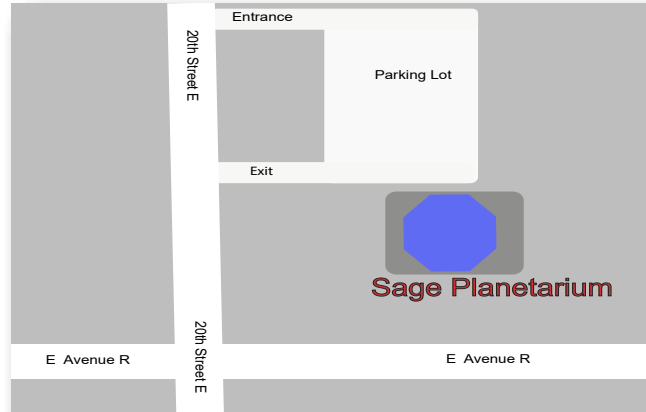 Entrance
20th Street E
Parking Lot
Exit
Sage Planetarium
20th Street E
E Avenue R
E Avenue R